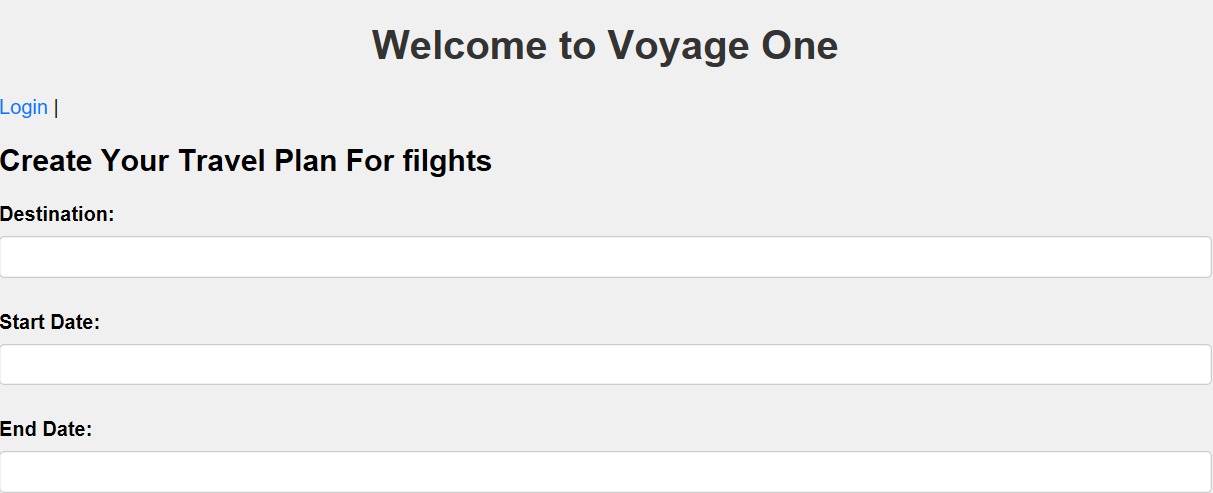 Welcome to Voyage One
Login |
Create Your Travel Plan For filghts
Destination:
Start Date:
End Date: